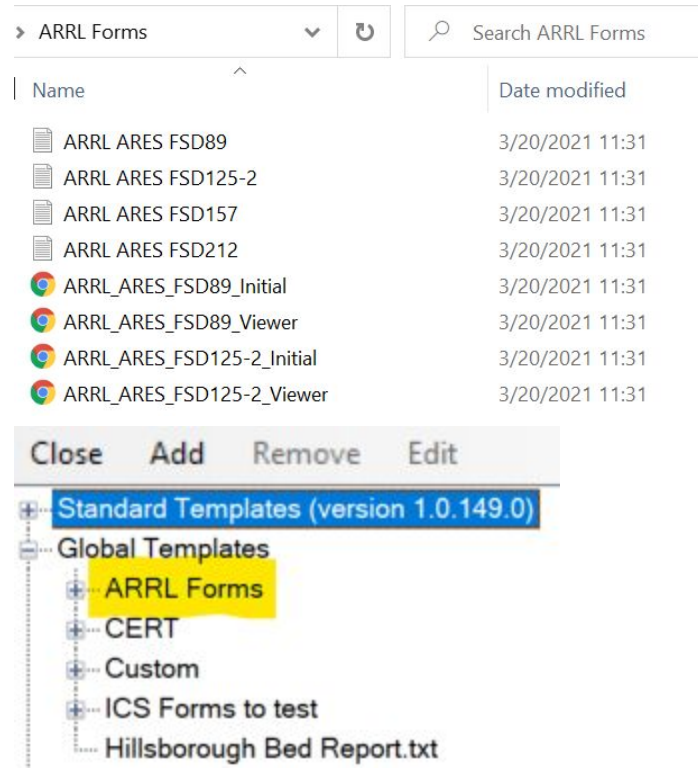 ARRL Forms Search ARRL Forms
Name Date modified
ARRL ARES FSD89 3/20/2021 11:31
ARRL ARES FSD125-2 3/20/2021 11:31
ARRL ARES FSD157 3/20/2021 11:31
ARRL ARES FSD212 3/20/2021 11:31
ARRL_ARES_FSD89_Initial 3/20/2021 11:31
ARRL_ARES_FSD89_Viewer 3/20/2021 11:31
ARRL_ARES_FSD125-2_Initial 3/20/2021 11:31
ARRL_ARES_FSD125-2_Viewer 3/20/2021 11:31
Close Add Remove Edit
Standard Templates (version 1.0.149.0)
Global Templates
ARRL Forms
CERT
Custom
ICS Forms to test
Hillsborough Bed Report.txt